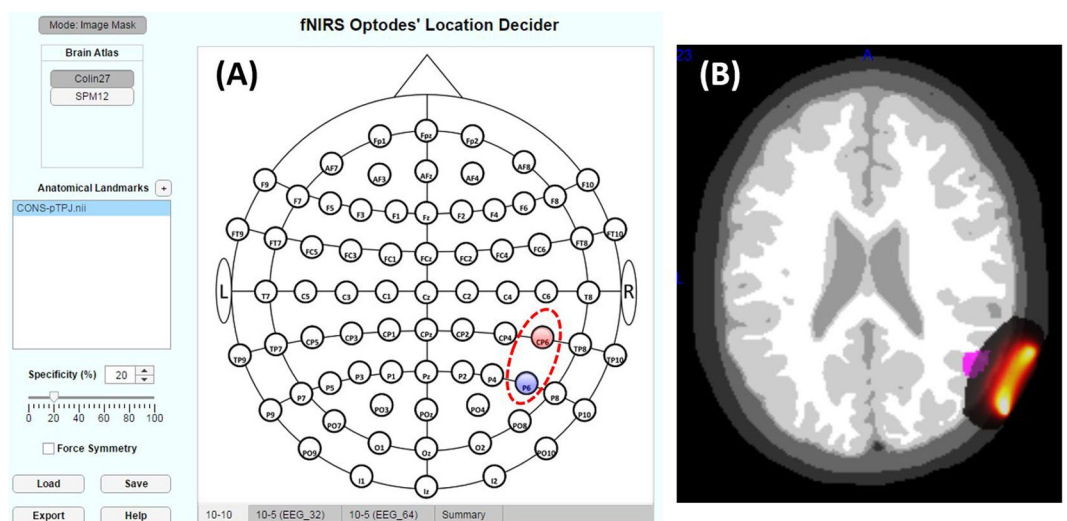 Mode: Image Mask
fNIRS Optodes' Location Decider
Brain Atlas
Colin27
SPM12
Anatomical Landmarks +
CONS-pTPJ.nii
Specificity (%) 20
0 20 40 60 80 100
Force Symmetry
Load Save
Export Help
(A)
Fp1 Fpz Fp2
AF7 AF3 AFz AF4 AF8
F9 F7 F5 F3 F1 Fz F2 F4 F6 F8 F10
FT9 FT7 FC5 FC3 FC1 FCz FC2 FC4 FC6 FT8 FT10
L T7 C5 C3 C1 Cz C2 C4 C6 T8 R
TP9 TP7 CP5 CP3 CP1 CPz CP2 CP4 CP6 TP8 TP10
P9 P7 P5 P3 P1 Pz P2 P4 P6 P8 P10
PO9 PO7 PO3 POz PO4 PO8 PO10
O1 Oz O2
I1 Iz I2
10-10 10-5 (EEG_32) 10-5 (EEG_64) Summary
(B)
23
A
L